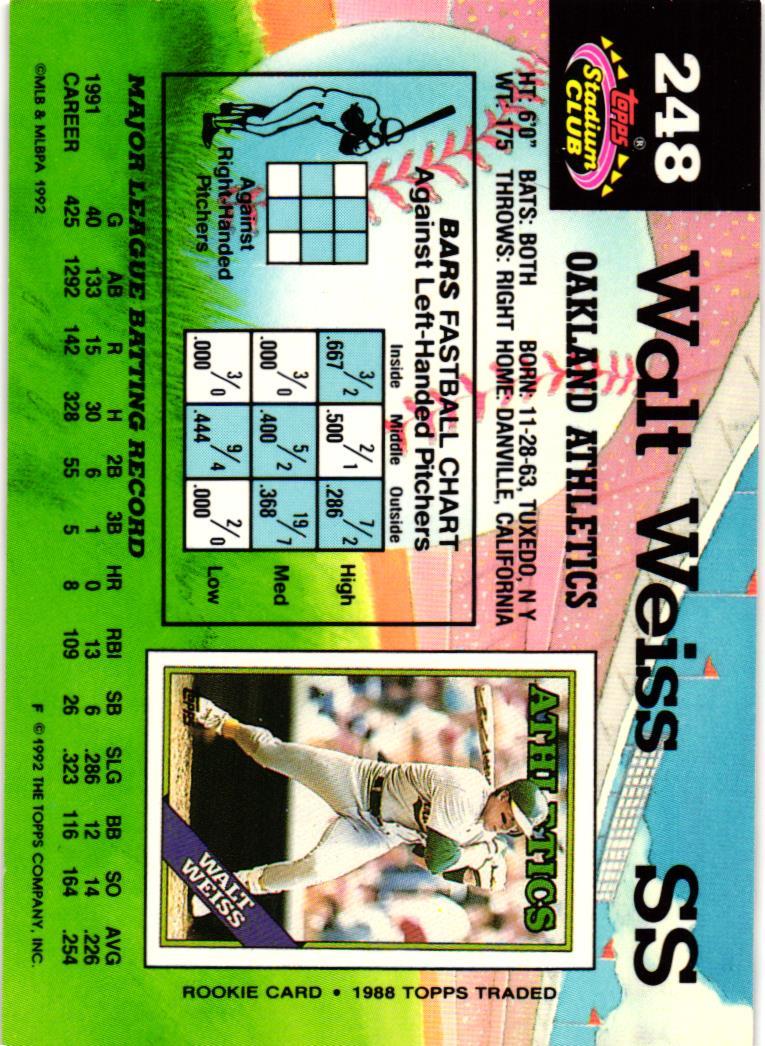 248
Topps®
Stadium
CLUB
Walt Weiss SS
OAKLAND ATHLETICS
HT: 6'0" BATS: BOTH BORN: 11-28-63, TUXEDO, N Y
WT: 175 THROWS: RIGHT HOME: DANVILLE, CALIFORNIA
BARS FASTBALL CHART
Against Left-Handed Pitchers
Inside Middle Outside
3/2 2/1 7/2 High
.667 .500 .286
3/0 5/2 19/7 Med
.000 .400 .368
3/0 9/4 2/0 Low
.000 .444 .000
Against
Right-Handed
Pitchers
ATHLETICS
WALT
WEISS
TOPPS
ROOKIE CARD • 1988 TOPPS TRADED
MAJOR LEAGUE BATTING RECORD
G AB R H 2B 3B HR RBI SB SLG BB SO AVG
1991 40 133 15 30 6 1 0 13 6 .286 12 14 .226
CAREER 425 1292 142 328 55 5 8 109 26 .323 116 164 .254
©MLB & MLBPA 1992 F ©1992 THE TOPPS COMPANY, INC.